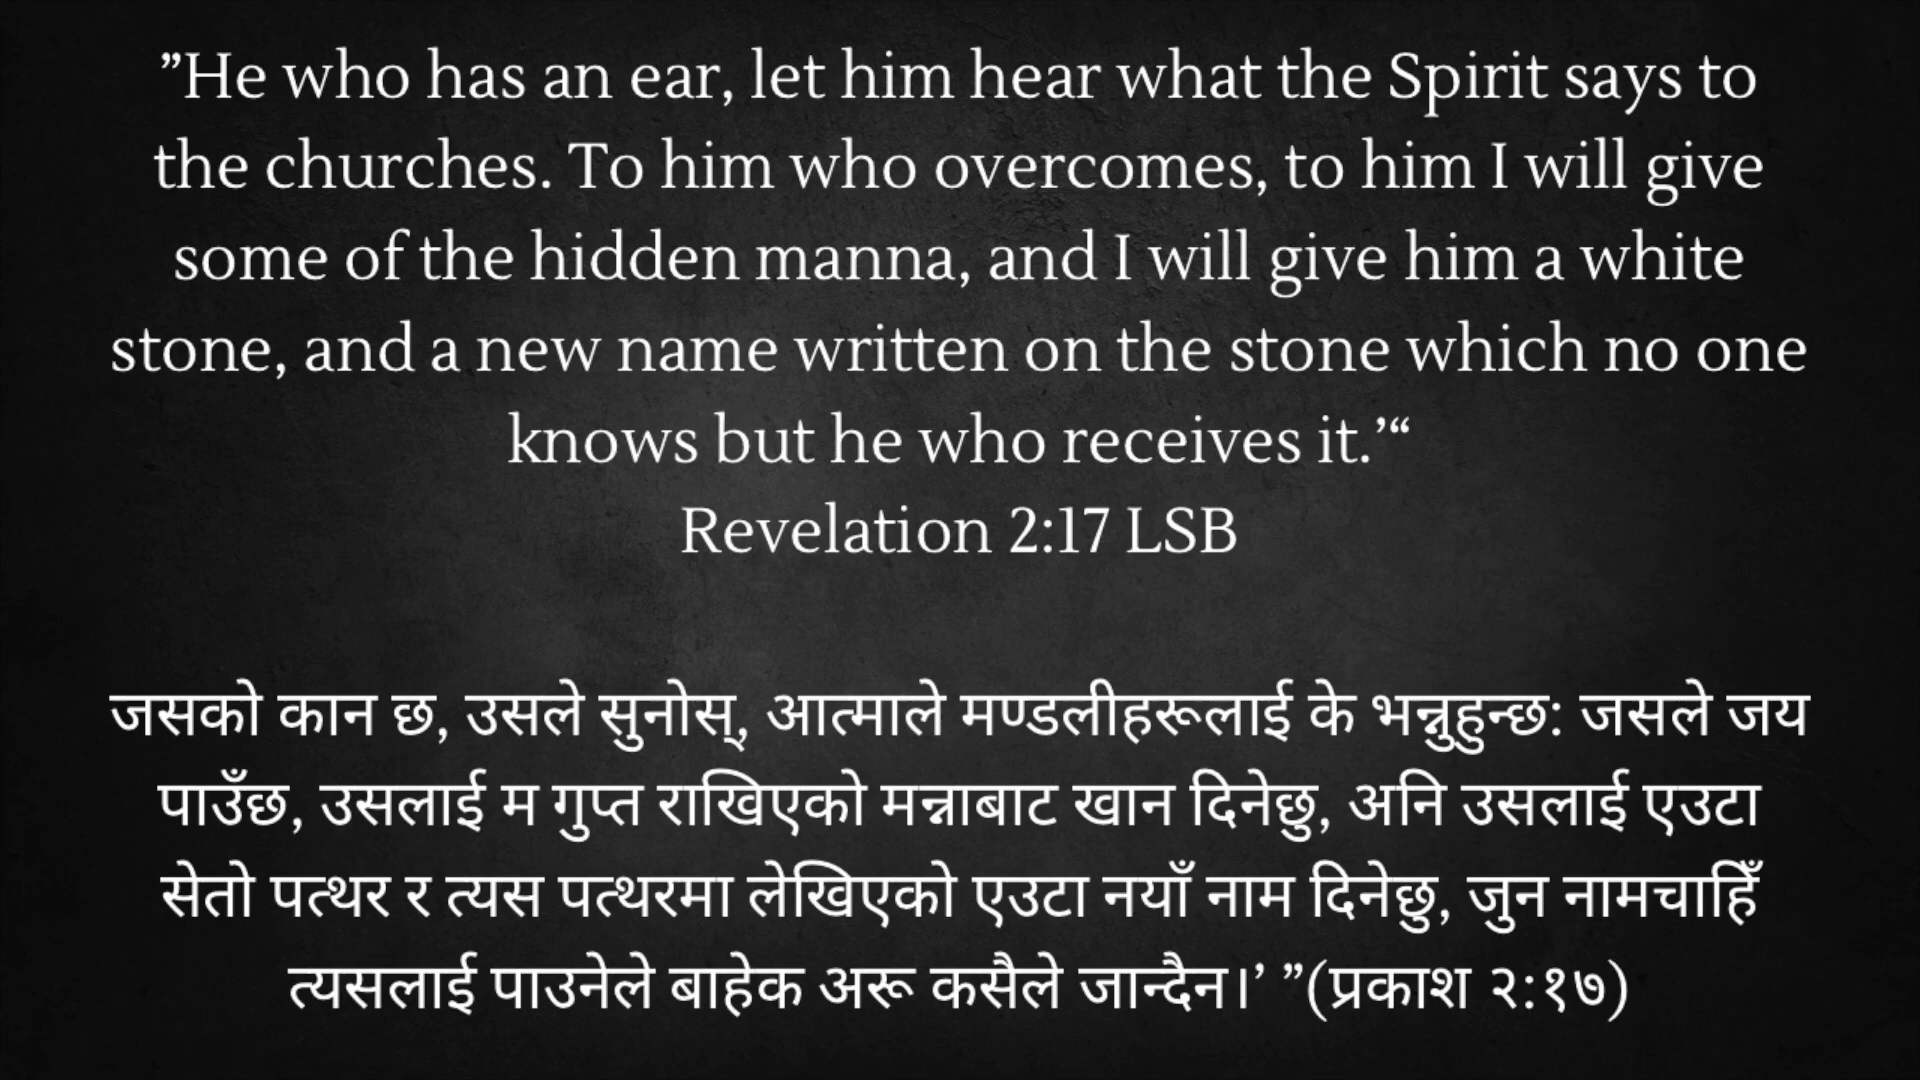 ”He who has an ear, let him hear what the Spirit says to
the churches. To him who overcomes, to him I will give
some of the hidden manna, and I will give him a white
stone, and a new name written on the stone which no one
knows but he who receives it.’“
Revelation 2:17 LSB
जसको कान छ, उसले सुनोस्, आत्माले मण्डलीहरूलाई के भन्नुहुन्छ: जसले जय
पाउँछ, उसलाई म गुप्त राखिएको मन्नाबाट खान दिनेछु, अनि उसलाई एउटा
सेतो पत्थर र त्यस पत्थरमा लेखिएको एउटा नयाँ नाम दिनेछु, जुन नामचाहिँ
त्यसलाई पाउनेले बाहेक अरू कसैले जान्दैन।’ ”(प्रकाश २:१७)